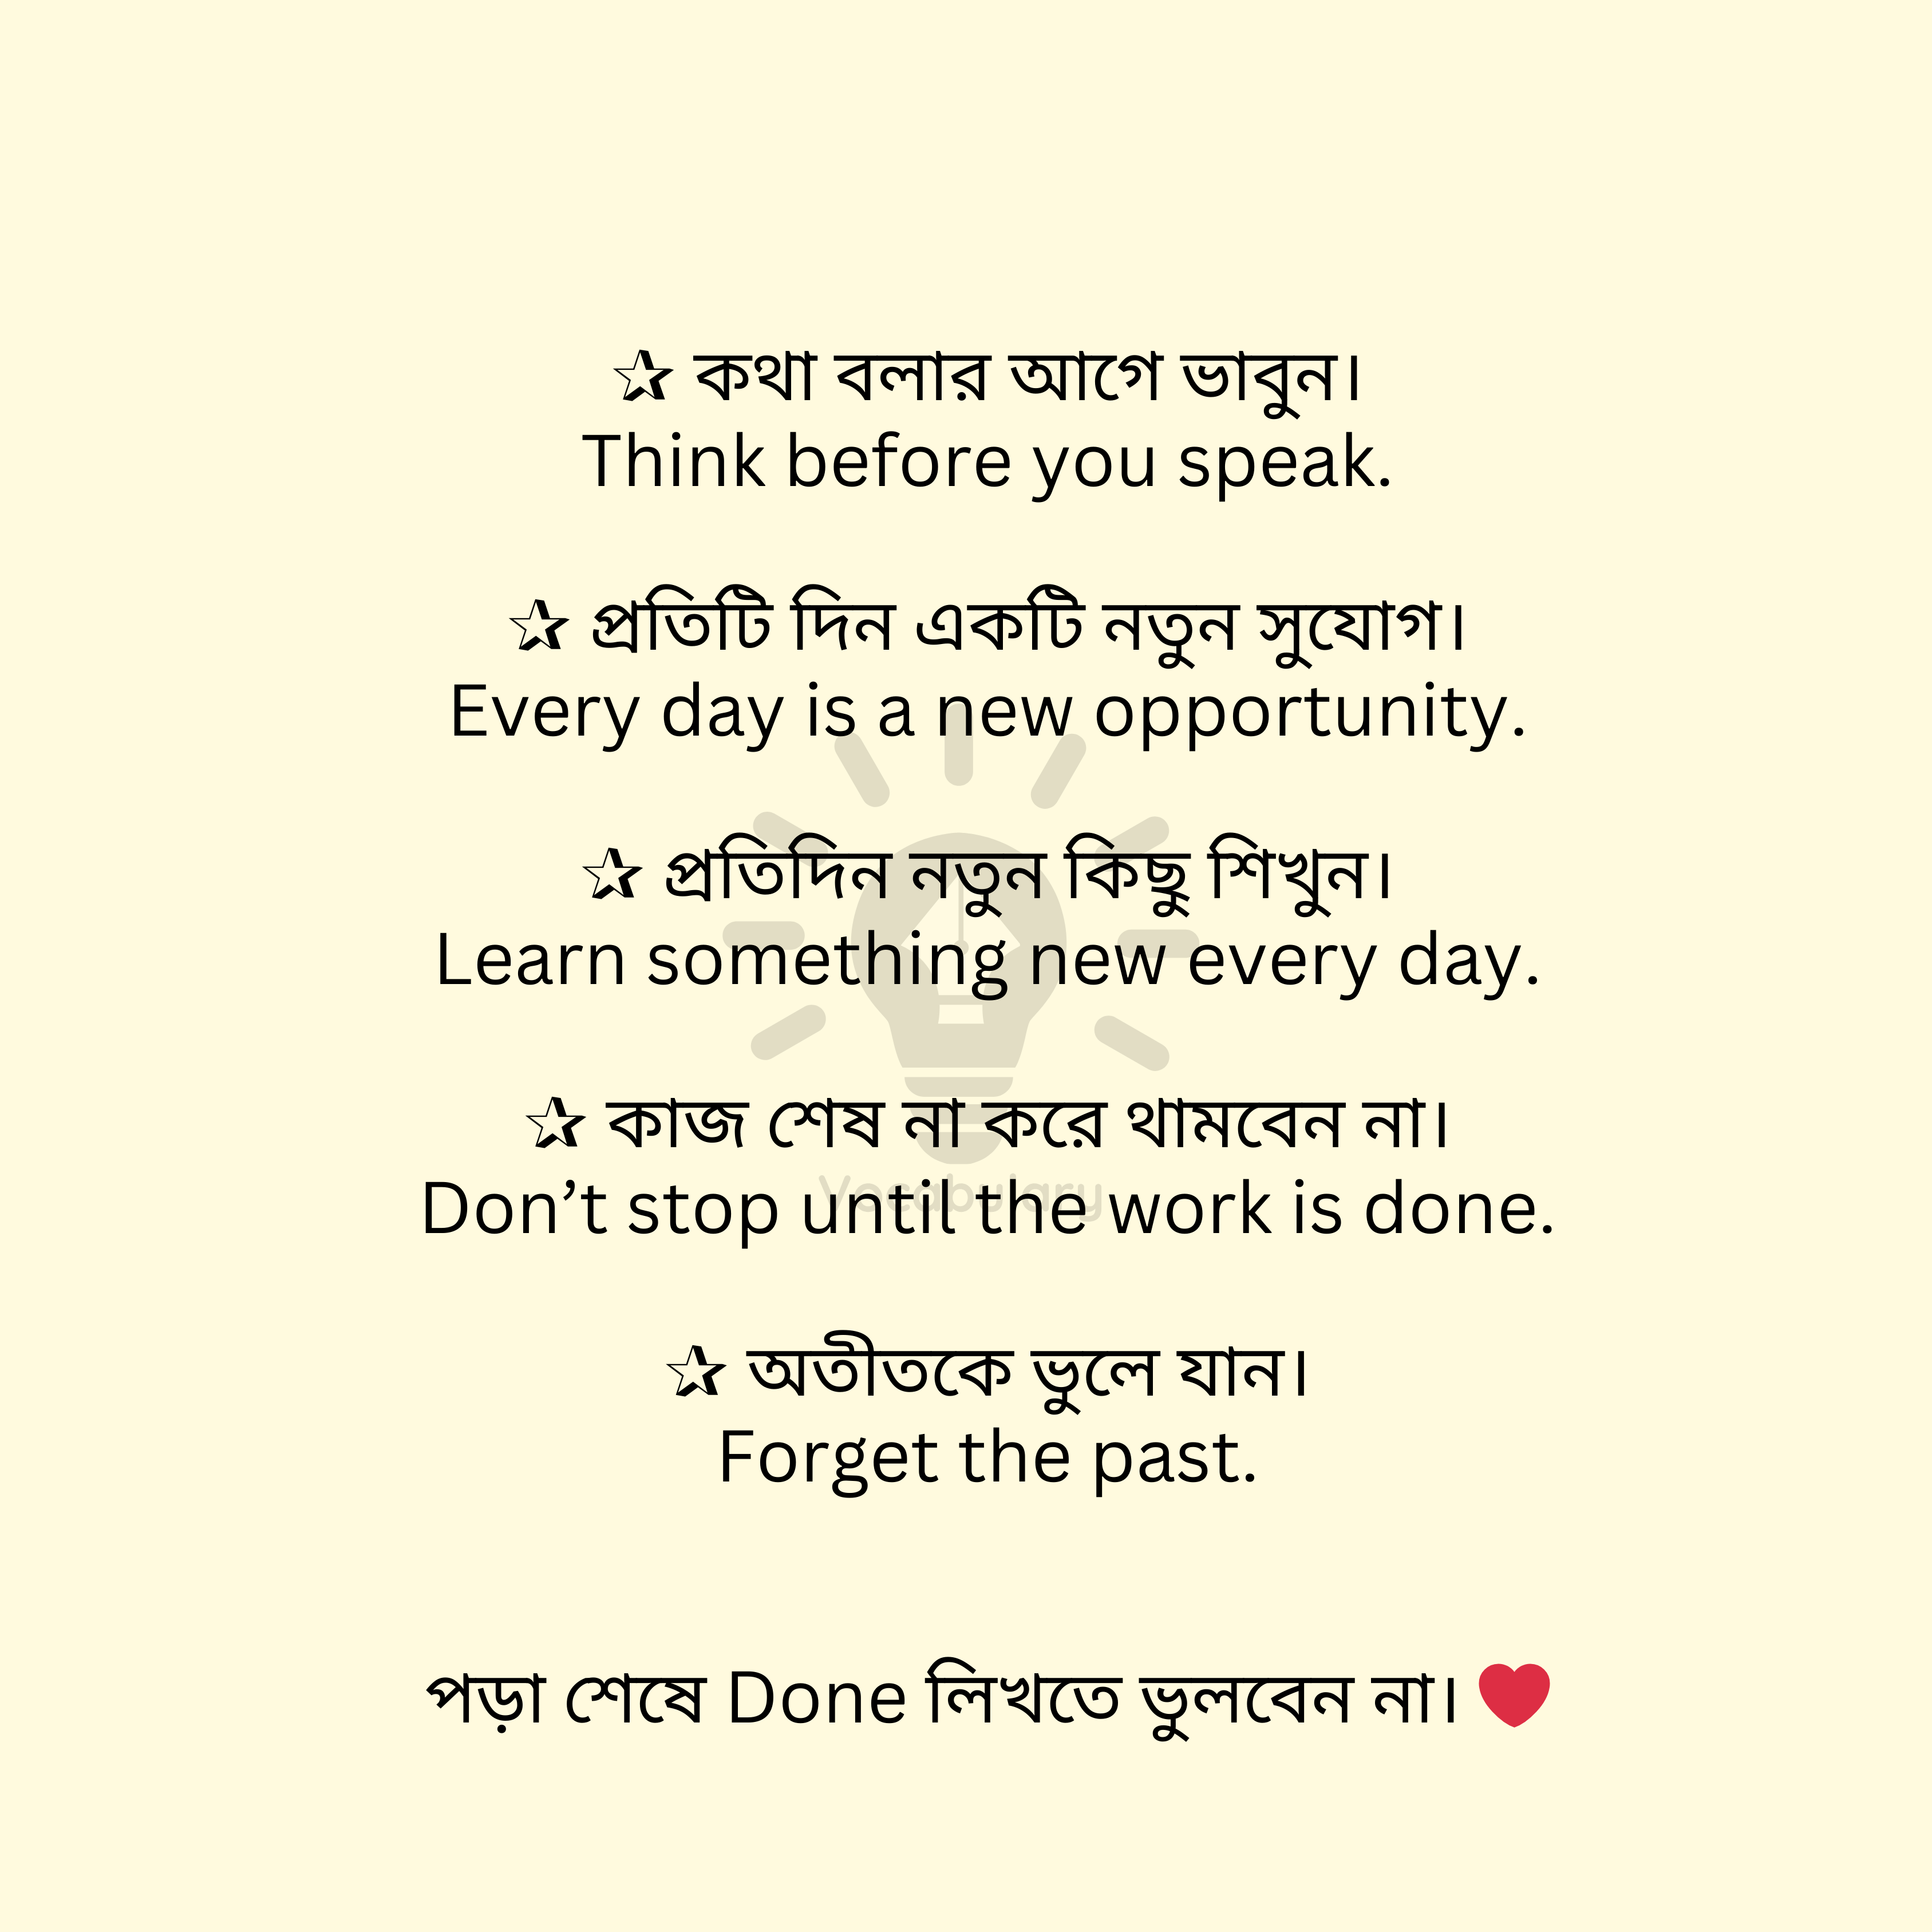 ✰ কথা বলার আগে ভাবুন।
Think before you speak.
✰ প্রতিটি দিন একটি নতুন সুযোগ।
Every day is a new opportunity.
✰ প্রতিদিন নতুন কিছু শিখুন।
Learn something new every day.
✰ কাজ শেষ না করে থামবেন না।
Vocabulary
Don’t stop until the work is done.
✰ অতীতকে ভুলে যান।
Forget the past.
পড়া শেষে Done লিখতে ভুলবেন না। ❤️